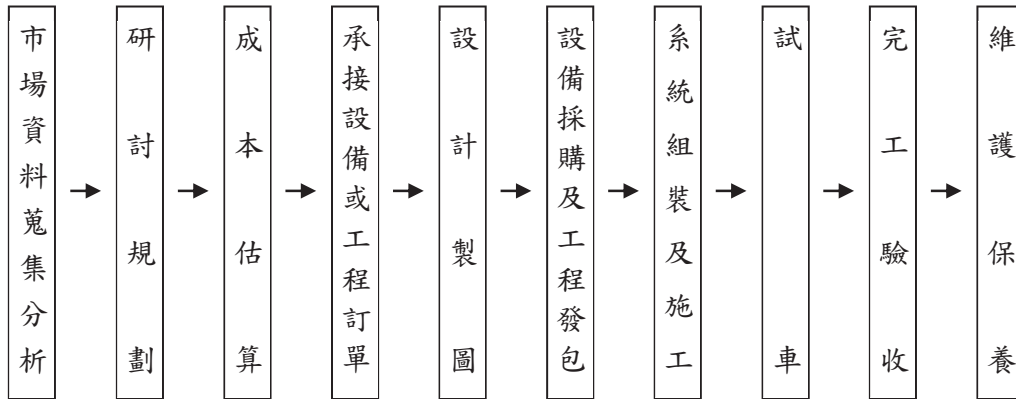 市場資料蒐集分析
研討規劃
成本估算
承接設備或工程訂單
設計製圖
設備採購及工程發包
系統組裝及施工
試車
完工驗收
維護保養